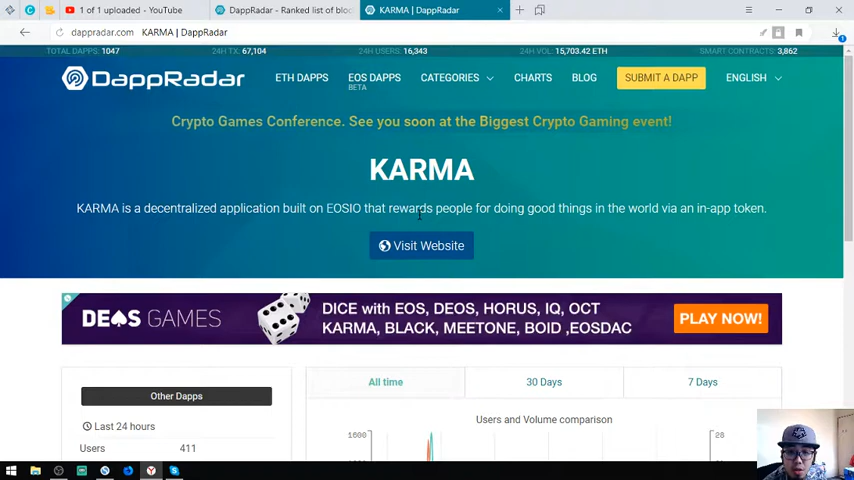 1 of 1 uploaded - YouTube
DappRadar - Ranked list of bloc
KARMA | DappRadar
dappradar.com KARMA | DappRadar
TOTAL DAPPS: 1047 24H TX: 67,104 24H USERS: 16,343 24H VOL: 15,703.42 ETH SMART CONTRACTS: 3,862
DappRadar ETH DAPPS EOS DAPPS CATEGORIES CHARTS BLOG SUBMIT A DAPP ENGLISH
BETA
Crypto Games Conference. See you soon at the Biggest Crypto Gaming event!
KARMA
KARMA is a decentralized application built on EOSIO that rewards people for doing good things in the world via an in-app token.
Visit Website
DEOS GAMES
DICE with EOS, DEOS, HORUS, IQ, OCT
KARMA, BLACK, MEETONE, BOID ,EOSDAC
PLAY NOW!
Other Dapps
Last 24 hours
Users 411
All time 30 Days 7 Days
Users and Volume comparison
1600 28